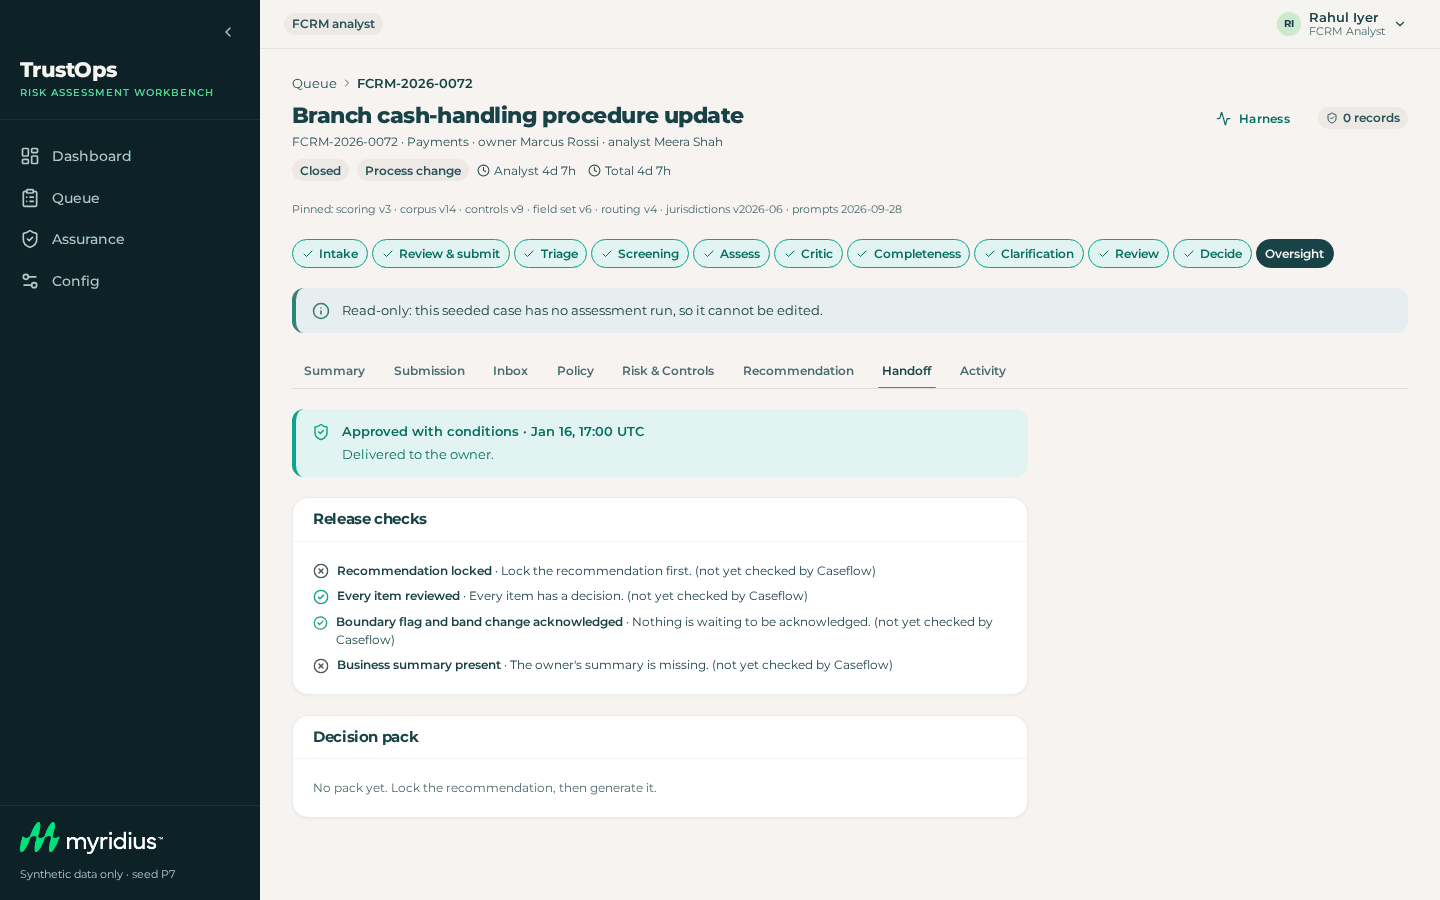 FCRM analyst
RI
Rahul Iyer
FCRM Analyst
TrustOps
RISK ASSESSMENT WORKBENCH
Dashboard
Queue
Assurance
Config
myridius™
Synthetic data only · seed P7
Queue
FCRM-2026-0072
Branch cash-handling procedure update
Harness
0 records
FCRM-2026-0072 · Payments · owner Marcus Rossi · analyst Meera Shah
Closed
Process change
Analyst 4d 7h
Total 4d 7h
Pinned: scoring v3 · corpus v14 · controls v9 · field set v6 · routing v4 · jurisdictions v2026-06 · prompts 2026-09-28
Intake
Review & submit
Triage
Screening
Assess
Critic
Completeness
Clarification
Review
Decide
Oversight
Read-only: this seeded case has no assessment run, so it cannot be edited.
Summary
Submission
Inbox
Policy
Risk & Controls
Recommendation
Handoff
Activity
Approved with conditions · Jan 16, 17:00 UTC
Delivered to the owner.
Release checks
Recommendation locked · Lock the recommendation first. (not yet checked by Caseflow)
Every item reviewed · Every item has a decision. (not yet checked by Caseflow)
Boundary flag and band change acknowledged · Nothing is waiting to be acknowledged. (not yet checked by
Caseflow)
Business summary present · The owner's summary is missing. (not yet checked by Caseflow)
Decision pack
No pack yet. Lock the recommendation, then generate it.